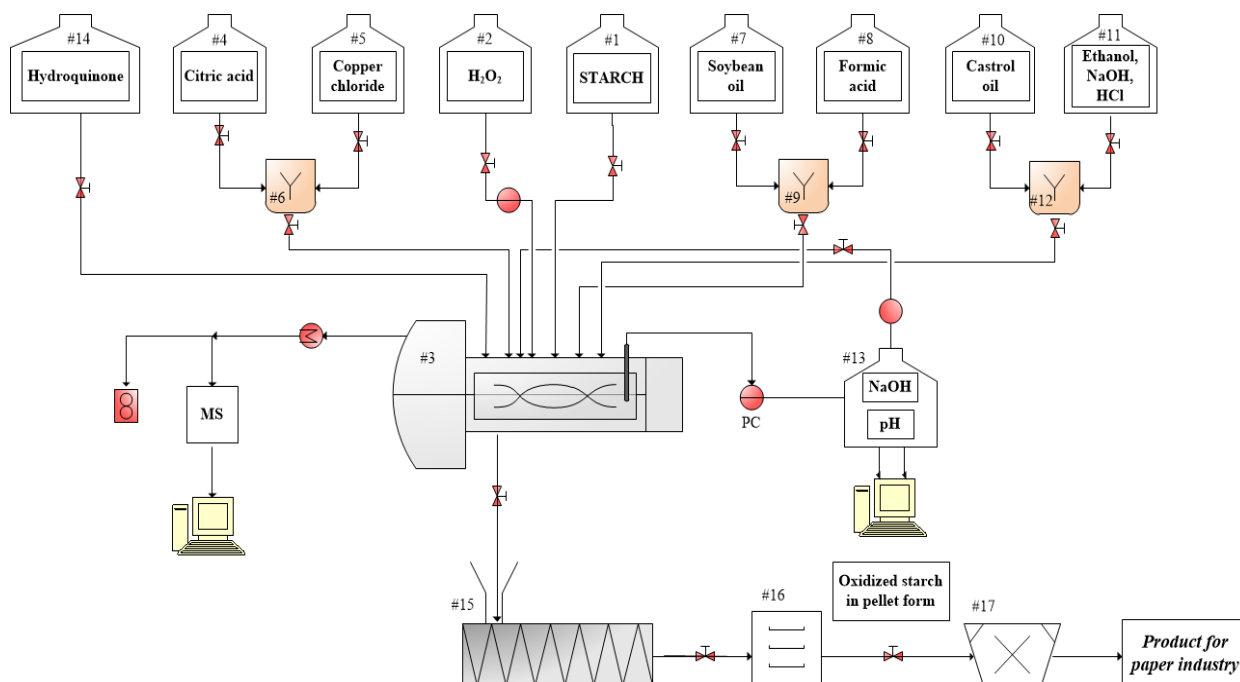 #14
Hydroquinone
#4
Citric acid
#5
Copper
chloride
#2
H₂O₂
#1
STARCH
#7
Soybean
oil
#8
Formic
acid
#10
Castrol
oil
#11
Ethanol,
NaOH,
HCl
#6
#9
#12
#3
MS
PC
#13
NaOH
pH
#15
#16
Oxidized starch
in pellet form
#17
Product for
paper industry